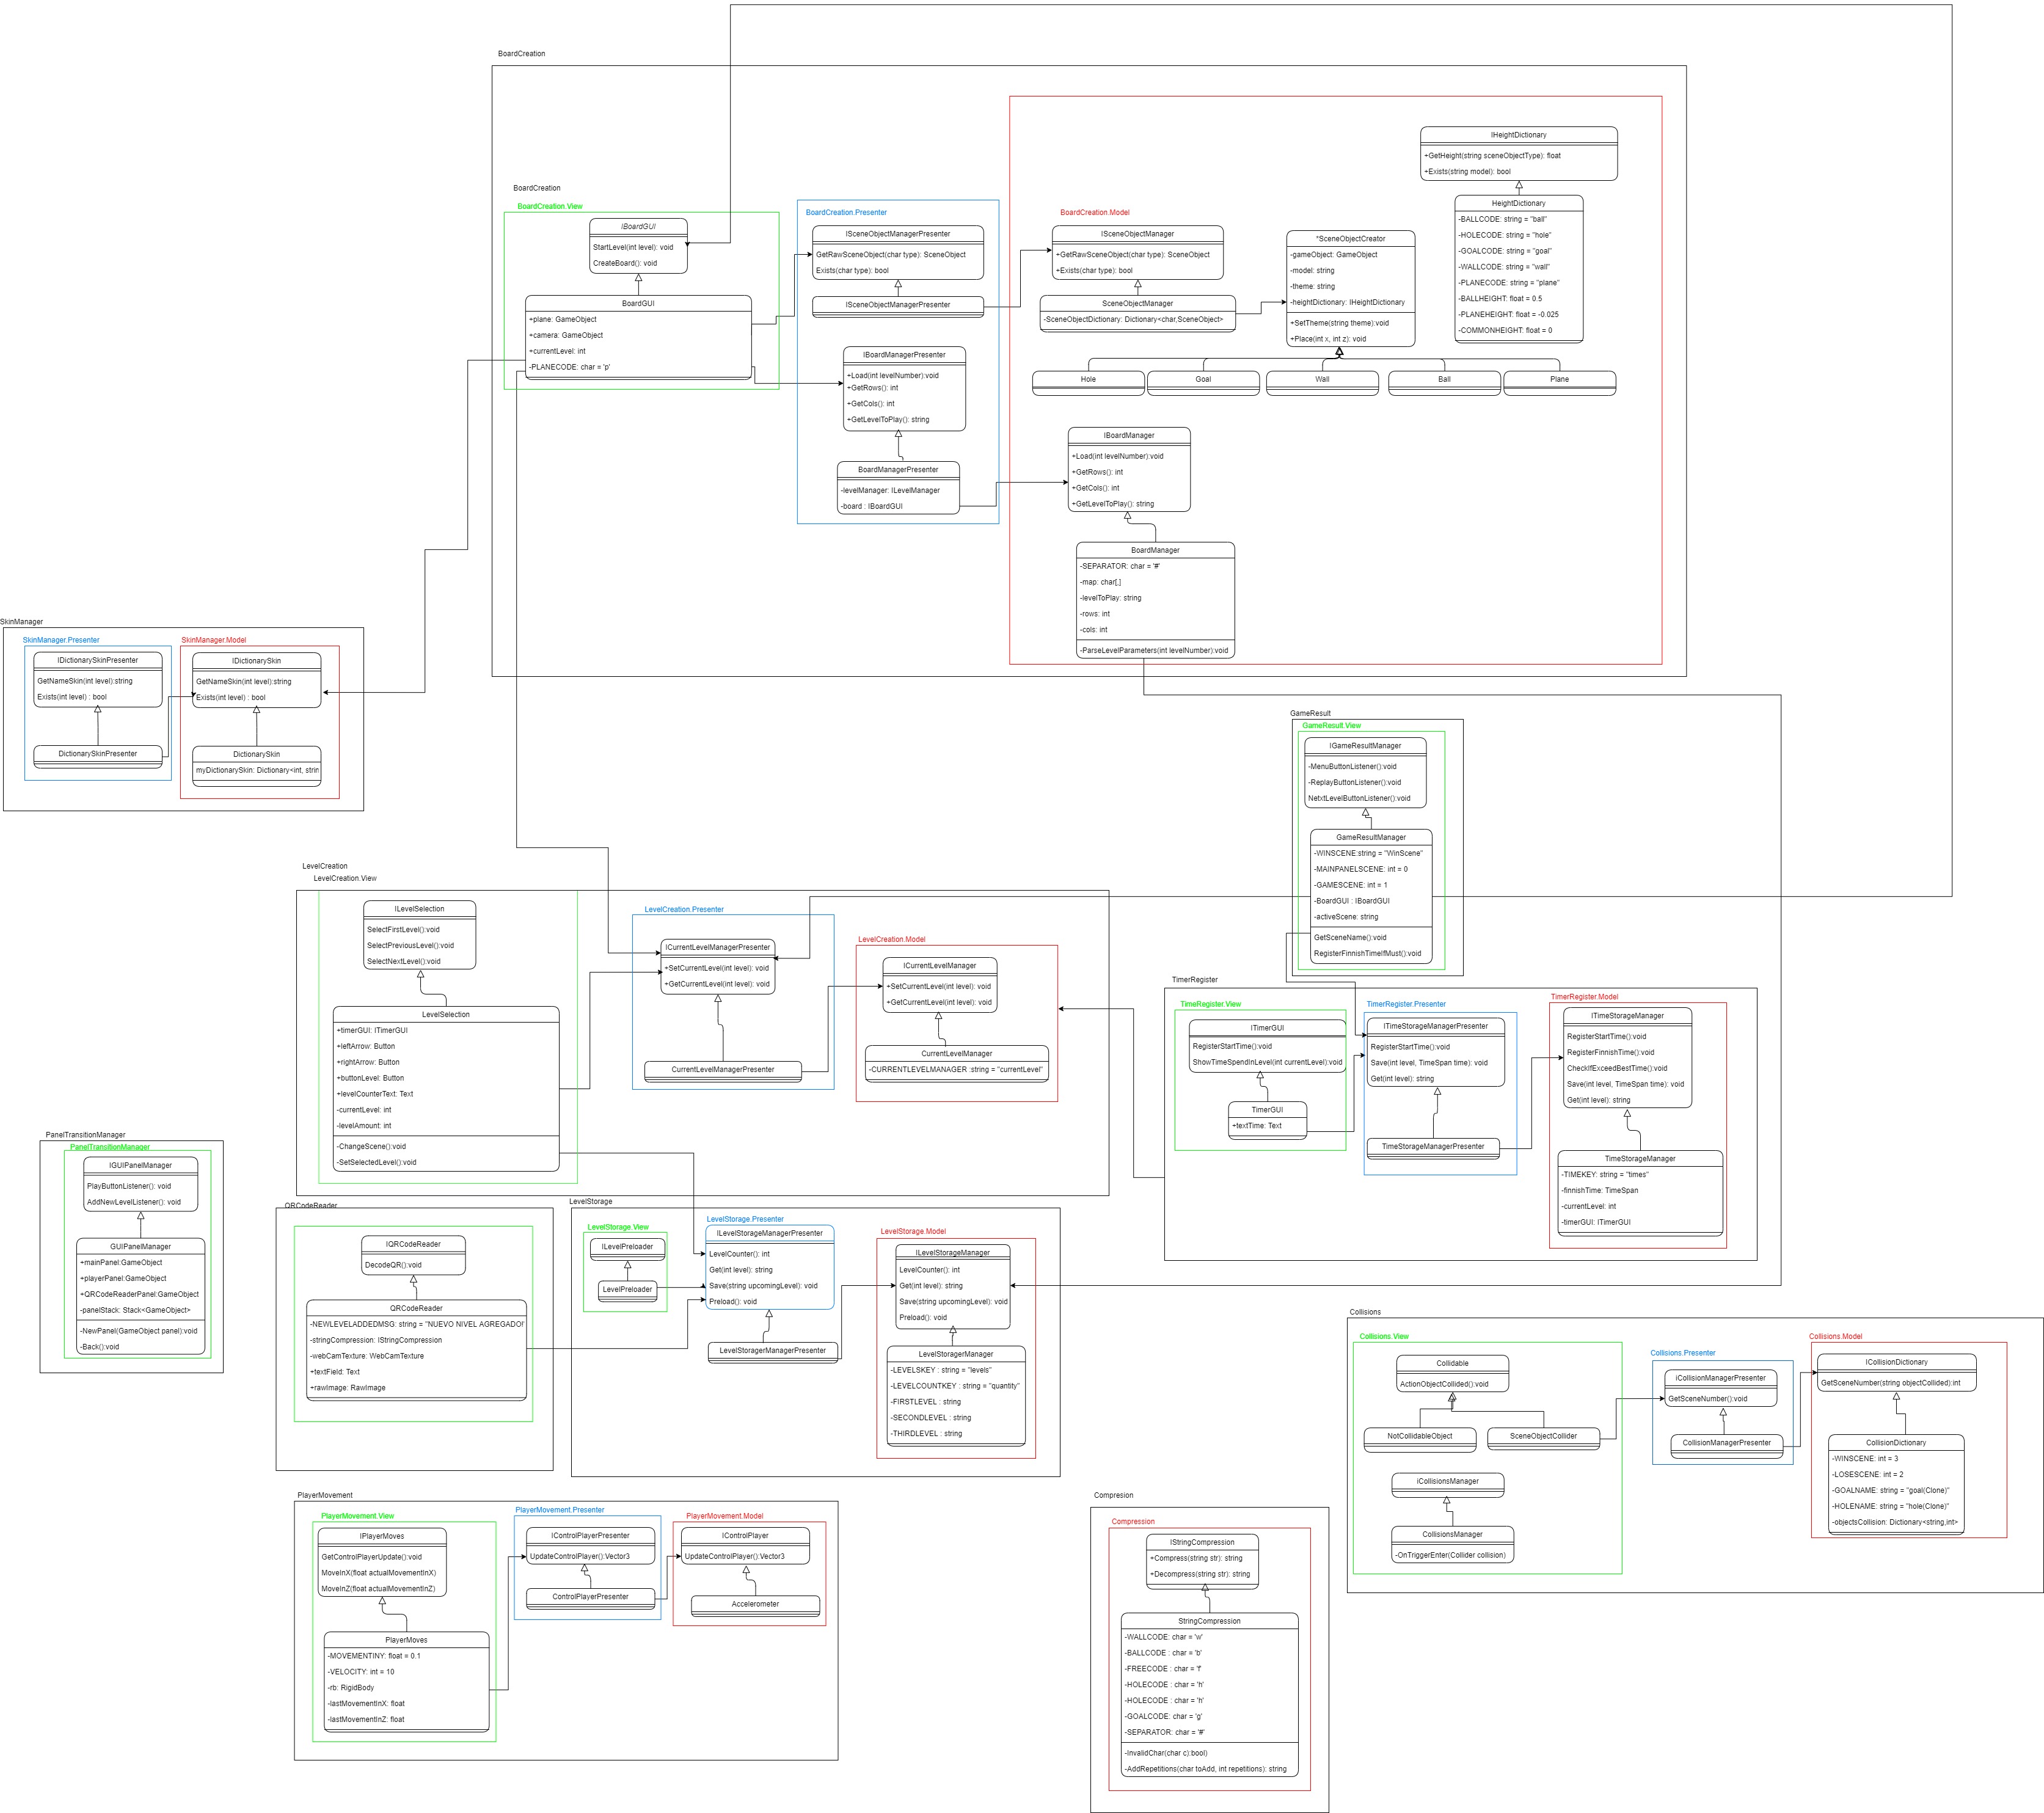 BoardCreation
BoardCreation
BoardCreation.View
IBoardGUI
StartLevel(int level): void
CreateBoard(): void
BoardGUI
+plane: GameObject
+camera: GameObject
+currentLevel: int
-PLANECODE: char = 'p'
BoardCreation.Presenter
ISceneObjectManagerPresenter
GetRawSceneObject(char type): SceneObject
Exists(char type): bool
ISceneObjectManagerPresenter
IBoardManagerPresenter
+Load(int levelNumber):void
+GetRows(): int
+GetCols(): int
+GetLevelToPlay(): string
BoardManagerPresenter
-levelManager: ILevelManager
-board : IBoardGUI
BoardCreation.Model
ISceneObjectManager
+GetRawSceneObject(char type): SceneObject
+Exists(char type): bool
SceneObjectManager
-SceneObjectDictionary: Dictionary<char,SceneObject>
*SceneObjectCreator
-gameObject: GameObject
-model: string
-theme: string
-heightDictionary: IHeightDictionary
+SetTheme(string theme):void
+Place(int x, int z): void
Hole
Goal
Wall
Ball
Plane
IHeightDictionary
+GetHeight(string sceneObjectType): float
+Exists(string model): bool
HeightDictionary
-BALLCODE: string = "ball"
-HOLECODE: string = "hole"
-GOALCODE: string = "goal"
-WALLCODE: string = "wall"
-PLANECODE: string = "plane"
-BALLHEIGHT: float = 0.5
-PLANEHEIGHT: float = -0.025
-COMMONHEIGHT: float = 0
IBoardManager
+Load(int levelNumber):void
+GetRows(): int
+GetCols(): int
+GetLevelToPlay(): string
BoardManager
-SEPARATOR: char = '#'
-map: char[,]
-levelToPlay: string
-rows: int
-cols: int
-ParseLevelParameters(int levelNumber):void
SkinManager
SkinManager.Presenter
IDictionarySkinPresenter
GetNameSkin(int level):string
Exists(int level) : bool
DictionarySkinPresenter
SkinManager.Model
IDictionarySkin
GetNameSkin(int level):string
Exists(int level) : bool
DictionarySkin
myDictionarySkin: Dictionary<int, strin
GameResult
GameResult.View
IGameResultManager
-MenuButtonListener():void
-ReplayButtonListener():void
NetxtLevelButtonListener():void
GameResultManager
-WINSCENE:string = "WinScene"
-MAINPANELSCENE: int = 0
-GAMESCENE: int = 1
-BoardGUI : IBoardGUI
-activeScene: string
GetSceneName():void
RegisterFinnishTimeIfMust():void
LevelCreation
LevelCreation.View
ILevelSelection
SelectFirstLevel():void
SelectPreviousLevel():void
SelectNextLevel():void
LevelSelection
+timerGUI: ITimerGUI
+leftArrow: Button
+rightArrow: Button
+buttonLevel: Button
+levelCounterText: Text
-currentLevel: int
-levelAmount: int
-ChangeScene():void
-SetSelectedLevel():void
LevelCreation.Presenter
ICurrentLevelManagerPresenter
+SetCurrentLevel(int level): void
+GetCurrentLevel(int level): void
CurrentLevelManagerPresenter
LevelCreation.Model
ICurrentLevelManager
+SetCurrentLevel(int level): void
+GetCurrentLevel(int level): void
CurrentLevelManager
-CURRENTLEVELMANAGER :string = "currentLevel"
TimerRegister
TimeRegister.View
ITimerGUI
RegisterStartTime():void
ShowTimeSpendInLevel(int currentLevel):void
TimerGUI
+textTime: Text
TimerRegister.Presenter
ITimeStorageManagerPresenter
RegisterStartTime():void
Save(int level, TimeSpan time): void
Get(int level): string
TimeStorageManagerPresenter
TimerRegister.Model
ITimeStorageManager
RegisterStartTime():void
RegisterFinnishTime():void
CheckIfExceedBestTime():void
Save(int level, TimeSpan time): void
Get(int level): string
TimeStorageManager
-TIMEKEY: string = "times"
-finnishTime: TimeSpan
-currentLevel: int
-timerGUI: ITimerGUI
PanelTransitionManager
PanelTransitionManager
IGUIPanelManager
PlayButtonListener(): void
AddNewLevelListener(): void
GUIPanelManager
+mainPanel:GameObject
+playerPanel:GameObject
+QRCodeReaderPanel:GameObject
-panelStack: Stack<GameObject>
-NewPanel(GameObject panel):void
-Back():void
QRCodeReader
IQRCodeReader
DecodeQR():void
QRCodeReader
-NEWLEVELADDEDMSG: string = "NUEVO NIVEL AGREGADO!'
-stringCompression: IStringCompression
-webCamTexture: WebCamTexture
+textField: Text
+rawImage: RawImage
LevelStorage
LevelStorage.View
ILevelPreloader
LevelPreloader
LevelStorage.Presenter
ILevelStorageManagerPresenter
LevelCounter(): int
Get(int level): string
Save(string upcomingLevel): void
Preload(): void
LevelStoragerManagerPresenter
LevelStorage.Model
ILevelStorageManager
LevelCounter(): int
Get(int level): string
Save(string upcomingLevel): void
Preload(): void
LevelStoragerManager
-LEVELSKEY : string = "levels"
-LEVELCOUNTKEY : string = "quantity"
-FIRSTLEVEL : string
-SECONDLEVEL : string
-THIRDLEVEL : string
Collisions
Collisions.View
Collidable
ActionObjectCollided():void
NotCollidableObject
SceneObjectCollider
iCollisionsManager
CollisionsManager
-OnTriggerEnter(Collider collision)
Collisions.Presenter
iCollisionManagerPresenter
GetSceneNumber():void
CollisionManagerPresenter
Collisions.Model
ICollisionDictionary
GetSceneNumber(string objectCollided):int
CollisionDictionary
-WINSCENE: int = 3
-LOSESCENE: int = 2
-GOALNAME: string = "goal(Clone)"
-HOLENAME: string = "hole(Clone)"
-objectsCollision: Dictionary<string,int>
PlayerMovement
PlayerMovement.View
IPlayerMoves
GetControlPlayerUpdate():void
MoveInX(float actualMovementInX)
MoveInZ(float actualMovementInZ)
PlayerMoves
-MOVEMENTINY: float = 0.1
-VELOCITY: int = 10
-rb: RigidBody
-lastMovementInX: float
-lastMovementInZ: float
PlayerMovement.Presenter
IControlPlayerPresenter
UpdateControlPlayer():Vector3
ControlPlayerPresenter
PlayerMovement.Model
IControlPlayer
UpdateControlPlayer():Vector3
Accelerometer
Compresion
Compression
IStringCompression
+Compress(string str): string
+Decompress(string str): string
StringCompression
-WALLCODE: char = 'w'
-BALLCODE : char = 'b'
-FREECODE : char = 'f'
-HOLECODE : char = 'h'
-HOLECODE : char = 'h'
-GOALCODE: char = 'g'
-SEPARATOR: char = '#'
-InvalidChar(char c):bool)
-AddRepetitions(char toAdd, int repetitions): string